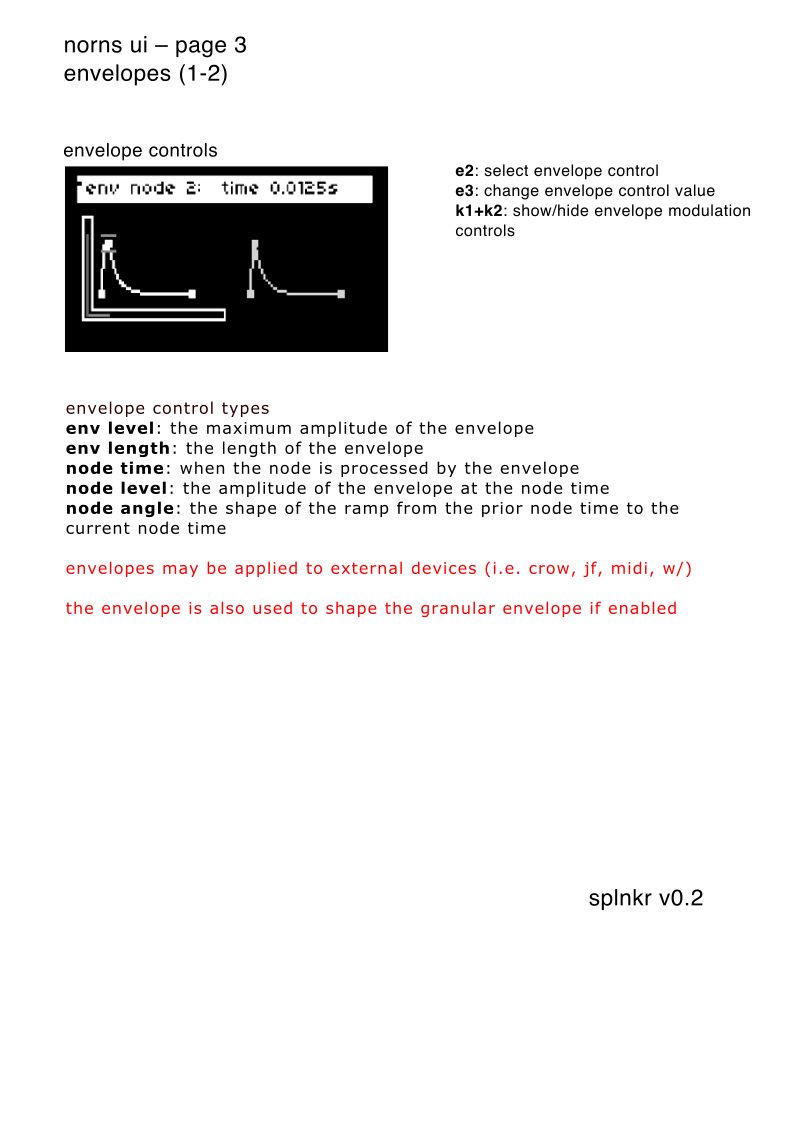 norns ui – page 3
envelopes (1-2)
envelope controls
env node 2: time 0.0125s
e2: select envelope control
e3: change envelope control value
k1+k2: show/hide envelope modulation
controls
envelope control types
env level: the maximum amplitude of the envelope
env length: the length of the envelope
node time: when the node is processed by the envelope
node level: the amplitude of the envelope at the node time
node angle: the shape of the ramp from the prior node time to the
current node time
envelopes may be applied to external devices (i.e. crow, jf, midi, w/)
the envelope is also used to shape the granular envelope if enabled
splnkr v0.2